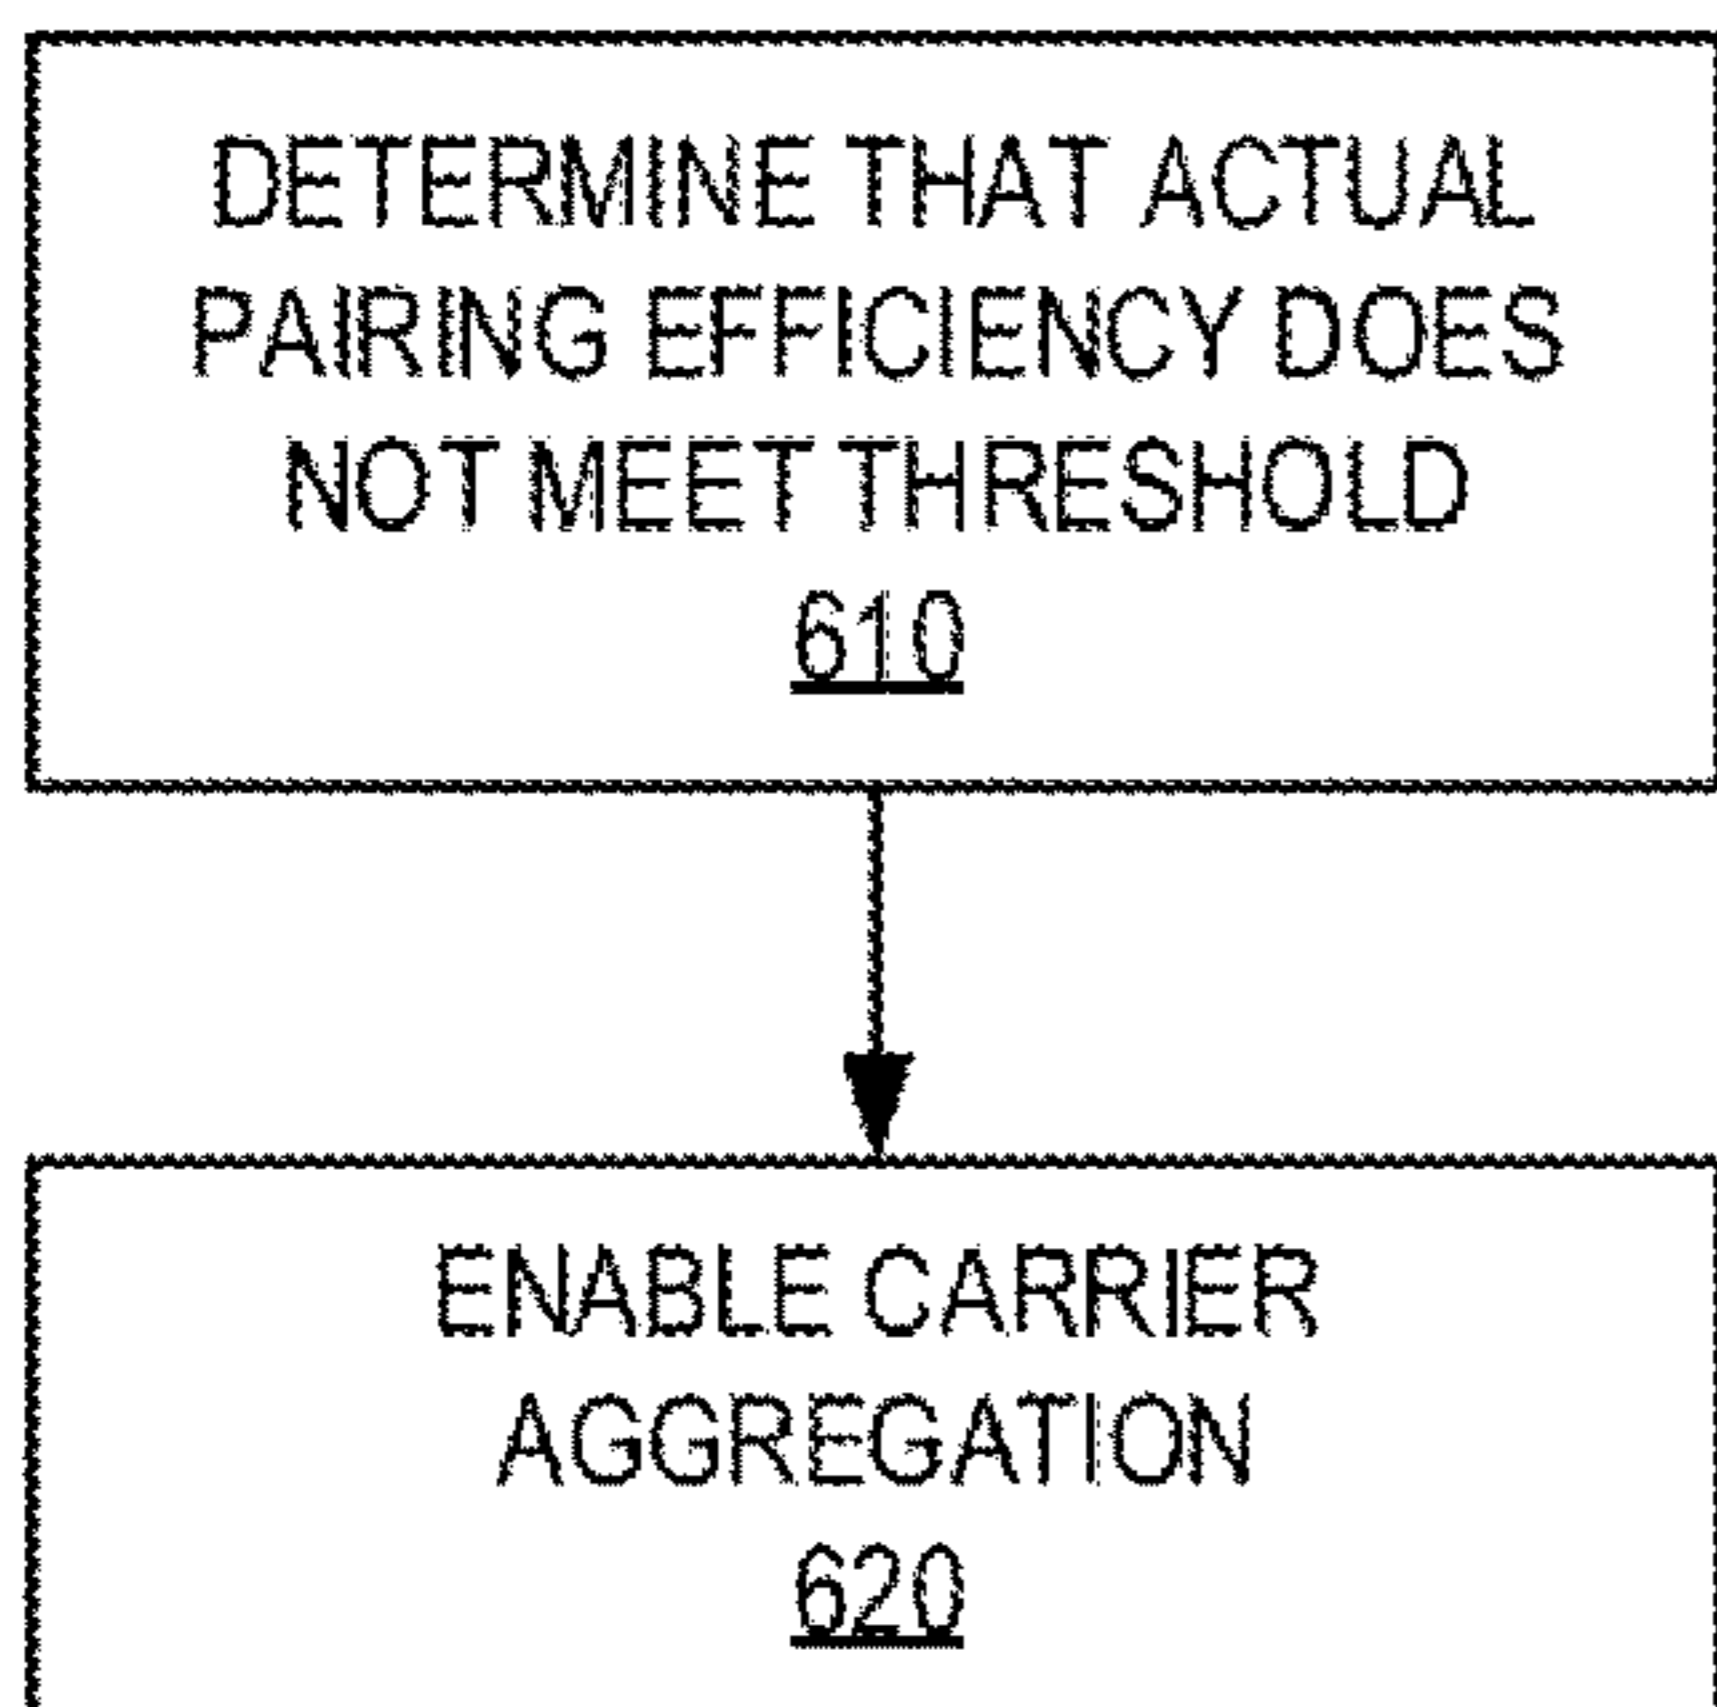 DETERMINE THAT ACTUAL
PAIRING EFFICIENCY DOES
NOT MEET THRESHOLD
610
ENABLE CARRIER
AGGREGATION
620